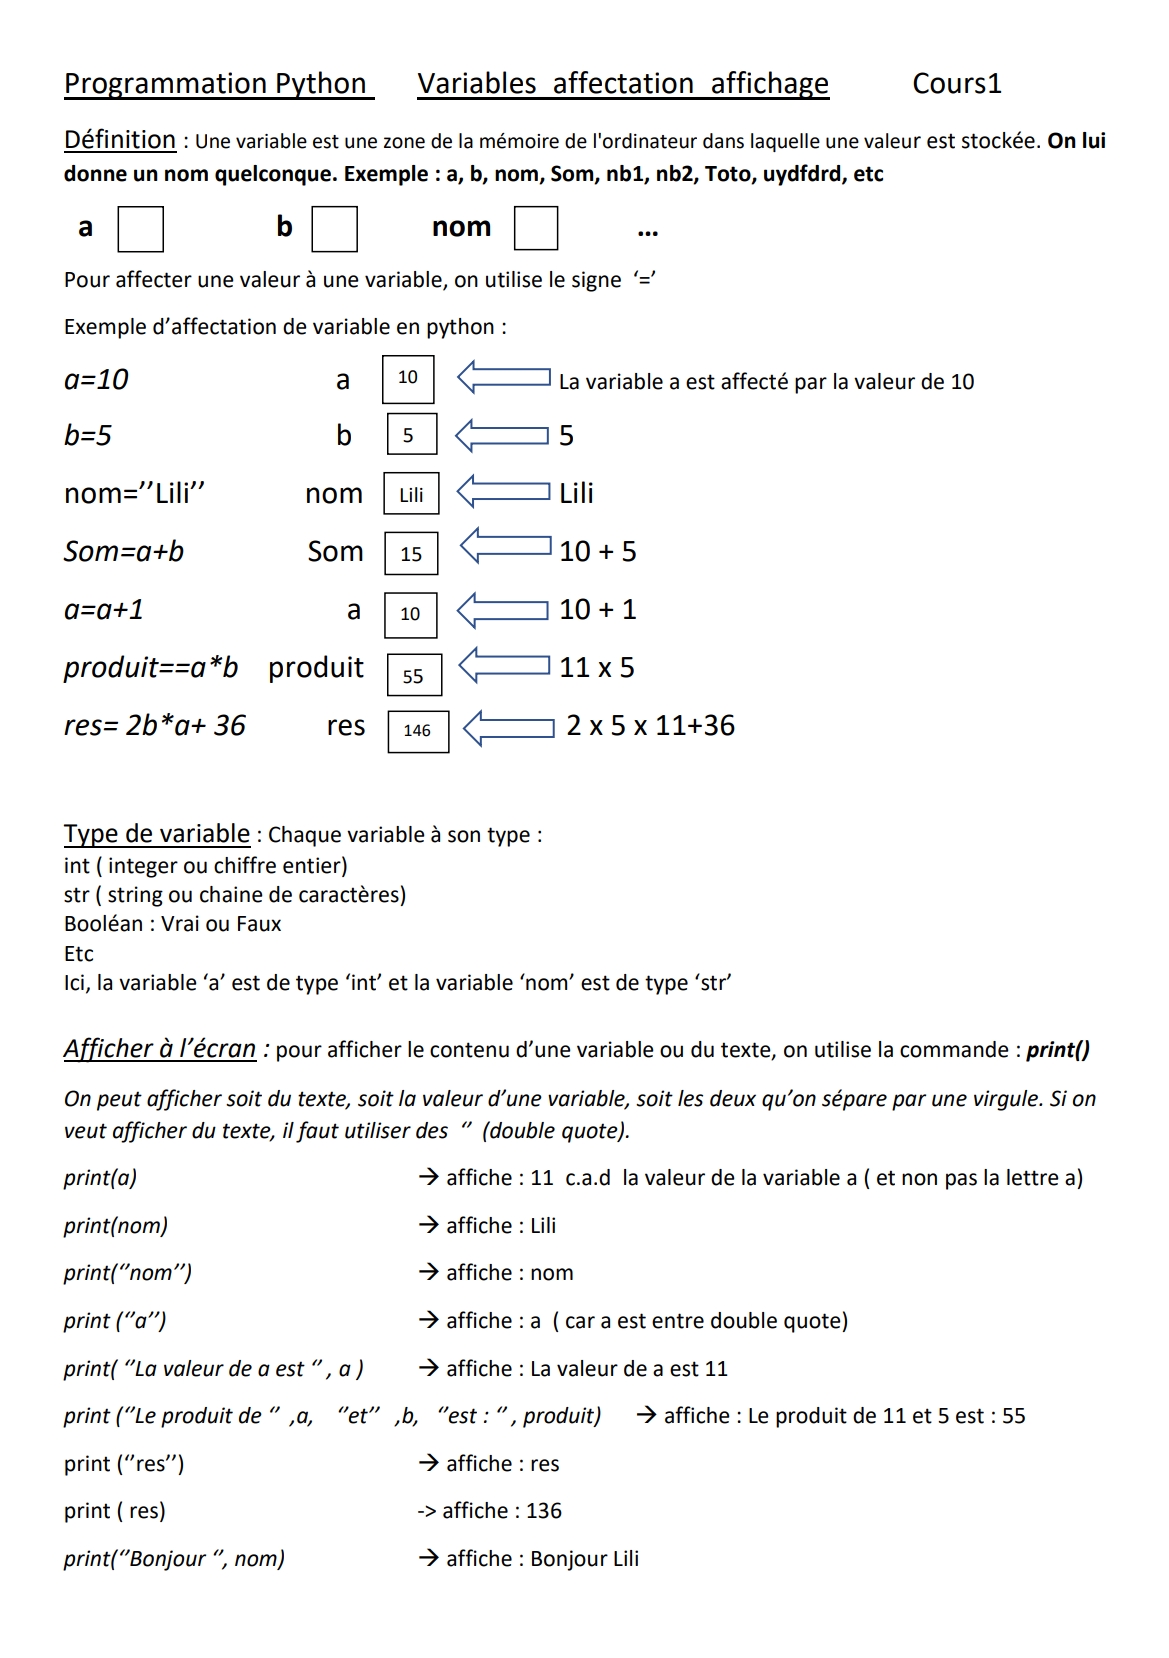 Programmation Python Variables affectation affichage Cours1
Définition : Une variable est une zone de la mémoire de l'ordinateur dans laquelle une valeur est stockée. On lui
donne un nom quelconque. Exemple : a, b, nom, Som, nb1, nb2, Toto, uydfdrd, etc
a b nom ...
Pour affecter une valeur à une variable, on utilise le signe ‘=’
Exemple d’affectation de variable en python :
a=10 a 10 La variable a est affecté par la valeur de 10
b=5 b 5 5
nom=’’Lili’’ nom Lili Lili
Som=a+b Som 15 10 + 5
a=a+1 a 10 10 + 1
produit==a*b produit 55 11 x 5
res= 2b*a+ 36 res 146 2 x 5 x 11+36
Type de variable : Chaque variable à son type :
int ( integer ou chiffre entier)
str ( string ou chaine de caractères)
Booléan : Vrai ou Faux
Etc
Ici, la variable ‘a’ est de type ‘int’ et la variable ‘nom’ est de type ‘str’
Afficher à l’écran : pour afficher le contenu d’une variable ou du texte, on utilise la commande : print()
On peut afficher soit du texte, soit la valeur d’une variable, soit les deux qu’on sépare par une virgule. Si on
veut afficher du texte, il faut utiliser des ‘’ (double quote).
print(a) → affiche : 11 c.a.d la valeur de la variable a ( et non pas la lettre a)
print(nom) → affiche : Lili
print(‘’nom’’) → affiche : nom
print (‘’a’’) → affiche : a ( car a est entre double quote)
print( ‘’La valeur de a est ‘’ , a ) → affiche : La valeur de a est 11
print (‘’Le produit de ‘’ ,a, ‘’et’’ ,b, ‘’est : ‘’ , produit) → affiche : Le produit de 11 et 5 est : 55
print (‘’res’’) → affiche : res
print ( res) -> affiche : 136
print(‘’Bonjour ‘’, nom) → affiche : Bonjour Lili